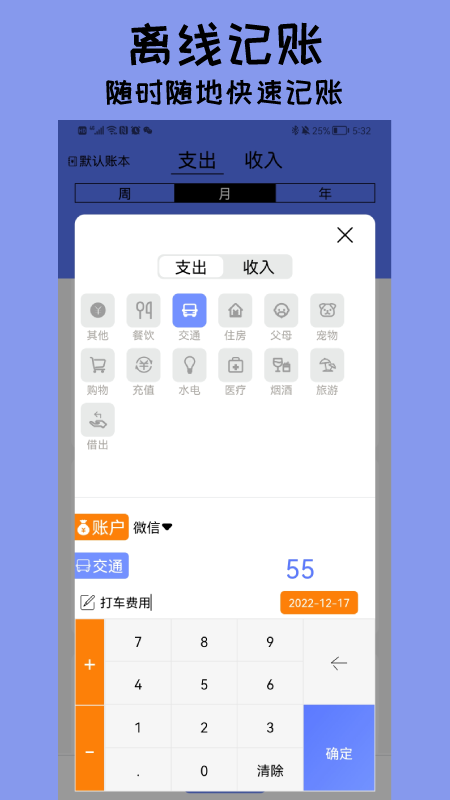 离线记账
随时随地快速记账
25% 5:32
默认账本 支出 收入
周 月 年
支出 收入
其他 餐饮 交通 住房 父母 宠物
购物 充值 水电 医疗 烟酒 旅游
借出
账户 微信
交通 55
打车费用 2022-12-17
+ 7 8 9
4 5 6
- 1 2 3 确定
. 0 清除